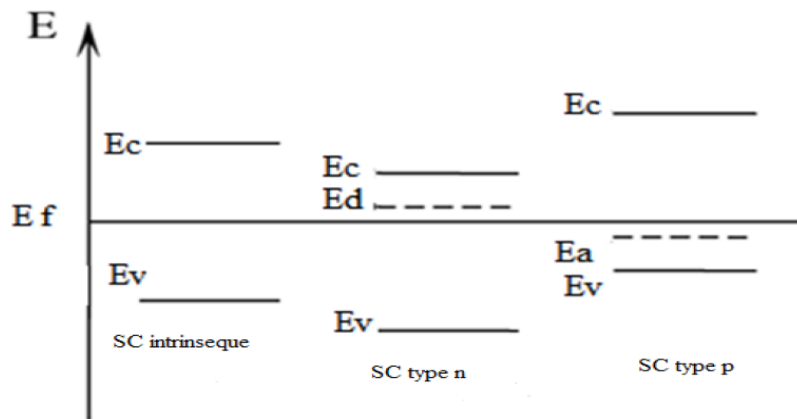 E
Ec
Ec
Ec
Ed
E f
Ea
Ev
Ev
Ev
SC intrinseque
SC type n
SC type p